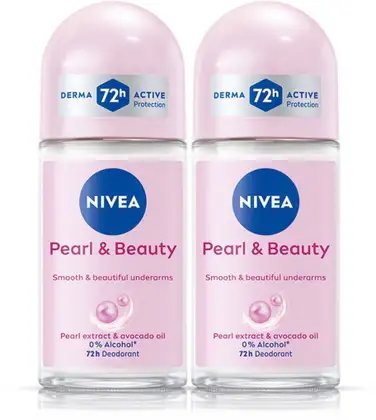 DERMA 72h ACTIVE
Protection
NIVEA
Pearl & Beauty
Smooth & beautiful underarms
Pearl extract & avocado oil
0% Alcohol*
72h Deodorant
DERMA 72h ACTIVE
Protection
NIVEA
Pearl & Beauty
Smooth & beautiful underarms
Pearl extract & avocado oil
0% Alcohol*
72h Deodorant